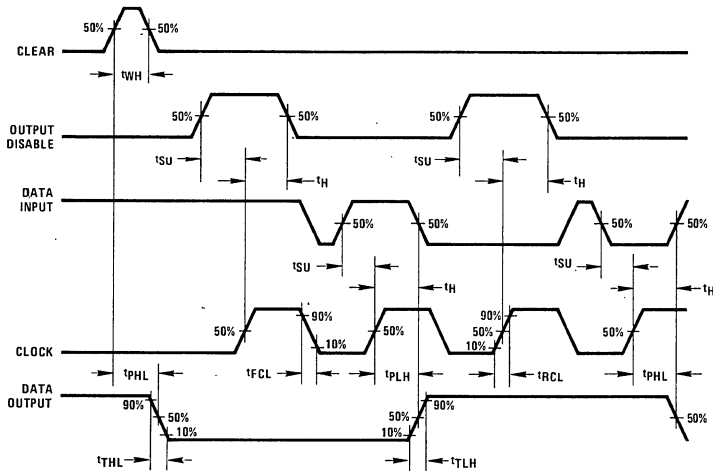 50%
50%
CLEAR
tWH
50%
50%
50%
50%
OUTPUT
DISABLE
tSU
tSU
tH
tH
DATA
INPUT
50%
50%
50%
50%
tSU
tSU
tH
tH
90%
90%
50%
50%
50%
50%
10%
10%
CLOCK
tPHL
tFCL
tPLH
tRCL
tPHL
DATA
OUTPUT
90%
90%
50%
50%
50%
10%
10%
tTHL
tTLH